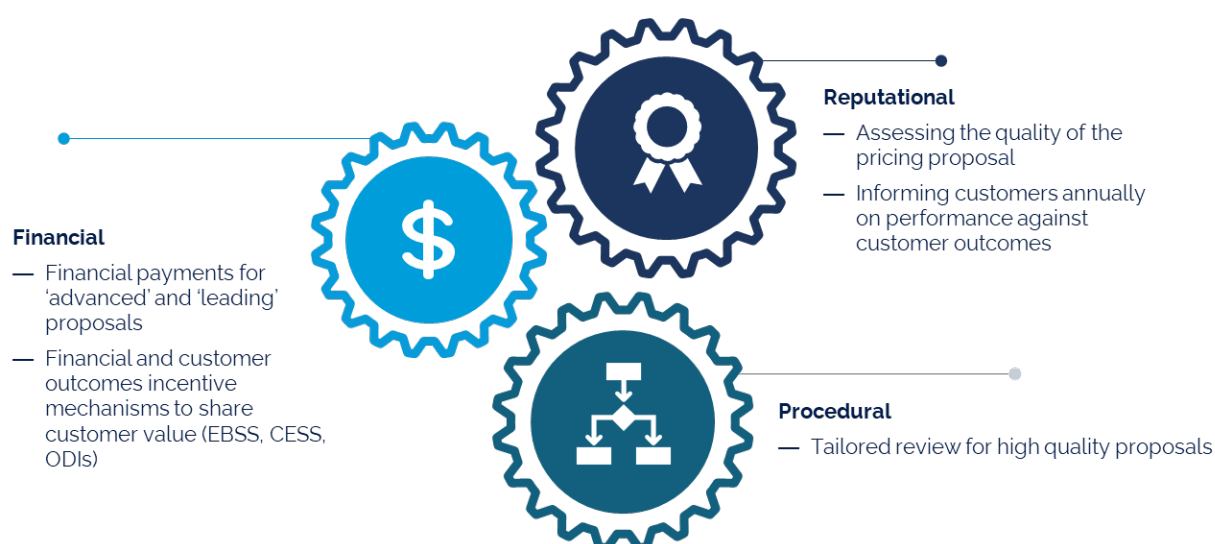 Financial
— Financial payments for
‘advanced’ and ‘leading’
proposals
— Financial and customer
outcomes incentive
mechanisms to share
customer value (EBSS, CESS,
ODIs)
$
Reputational
— Assessing the quality of the
pricing proposal
— Informing customers annually
on performance against
customer outcomes
Procedural
— Tailored review for high quality proposals